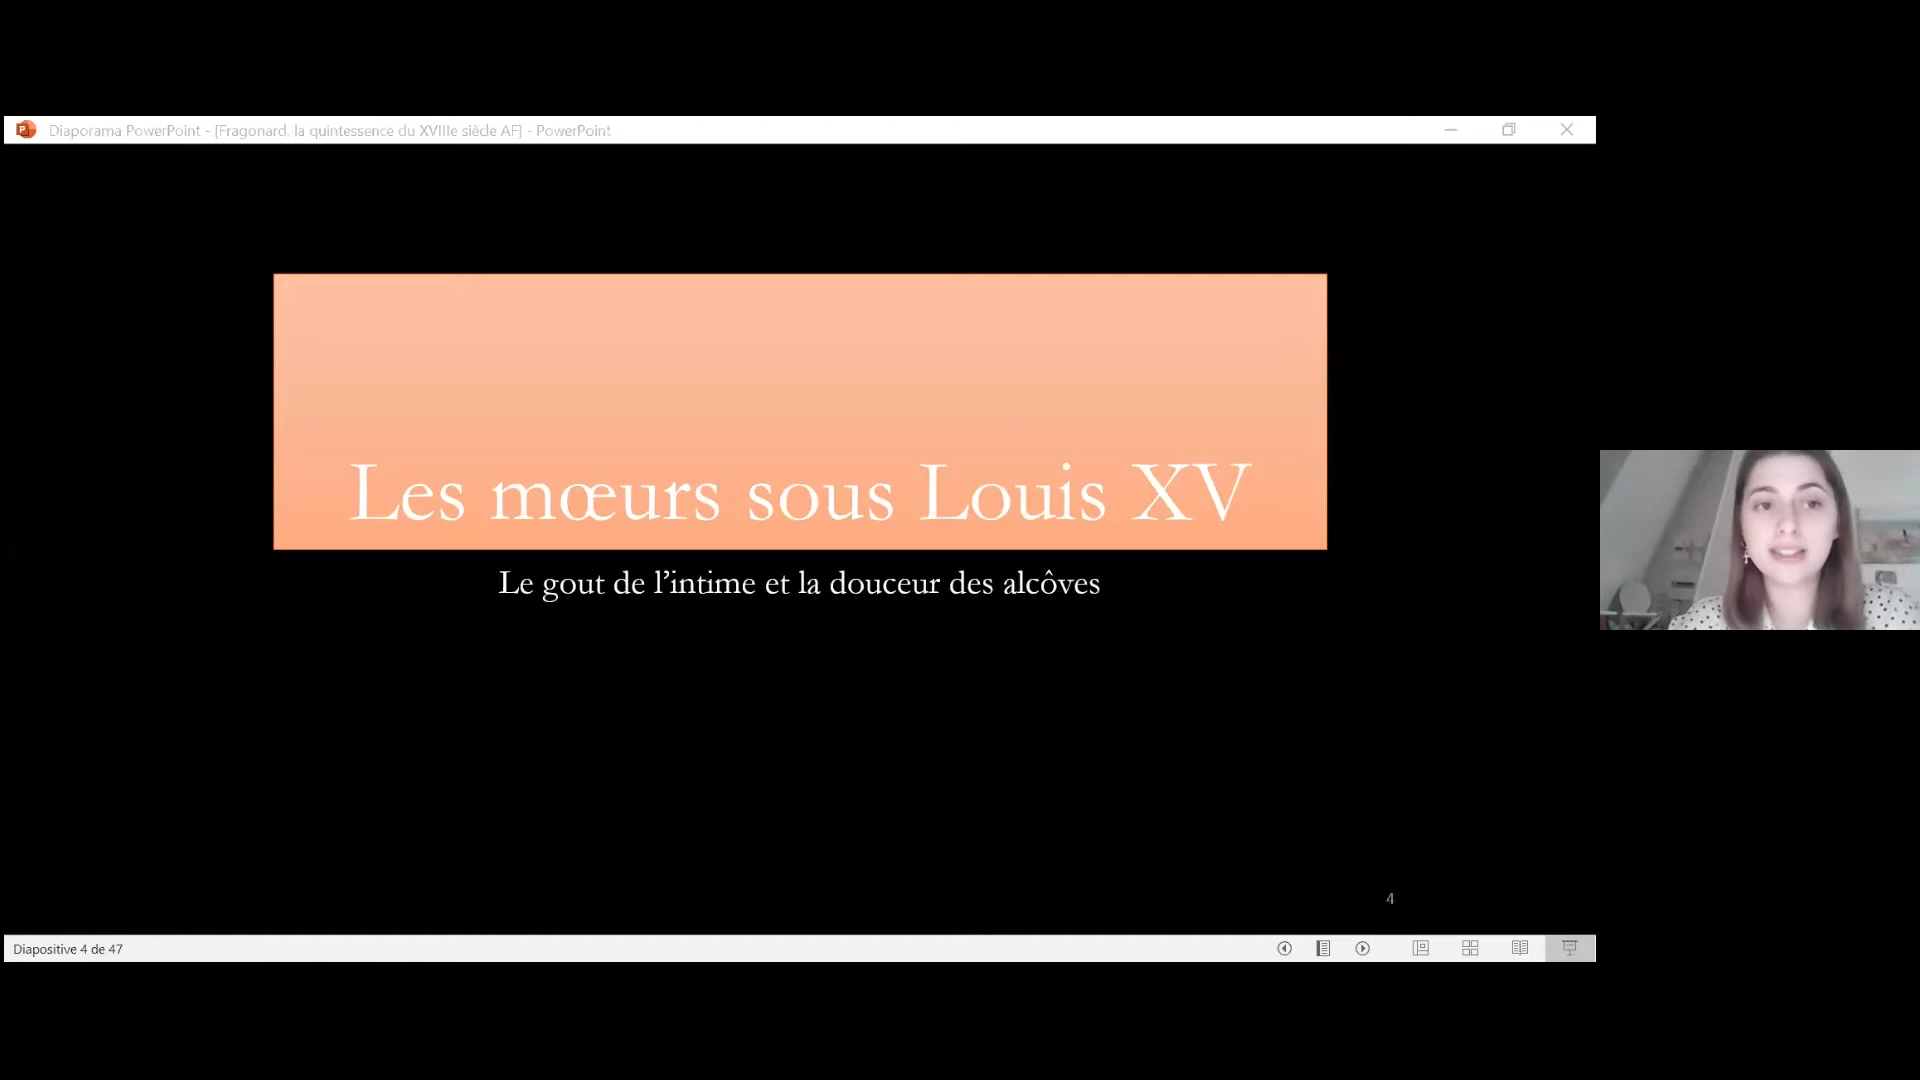 Diaporama PowerPoint - [Fragonard, la quintessence du XVIIIe siècle AF] - PowerPoint
Les mœurs sous Louis XV
Le gout de l’intime et la douceur des alcôves
4
Diapositive 4 de 47